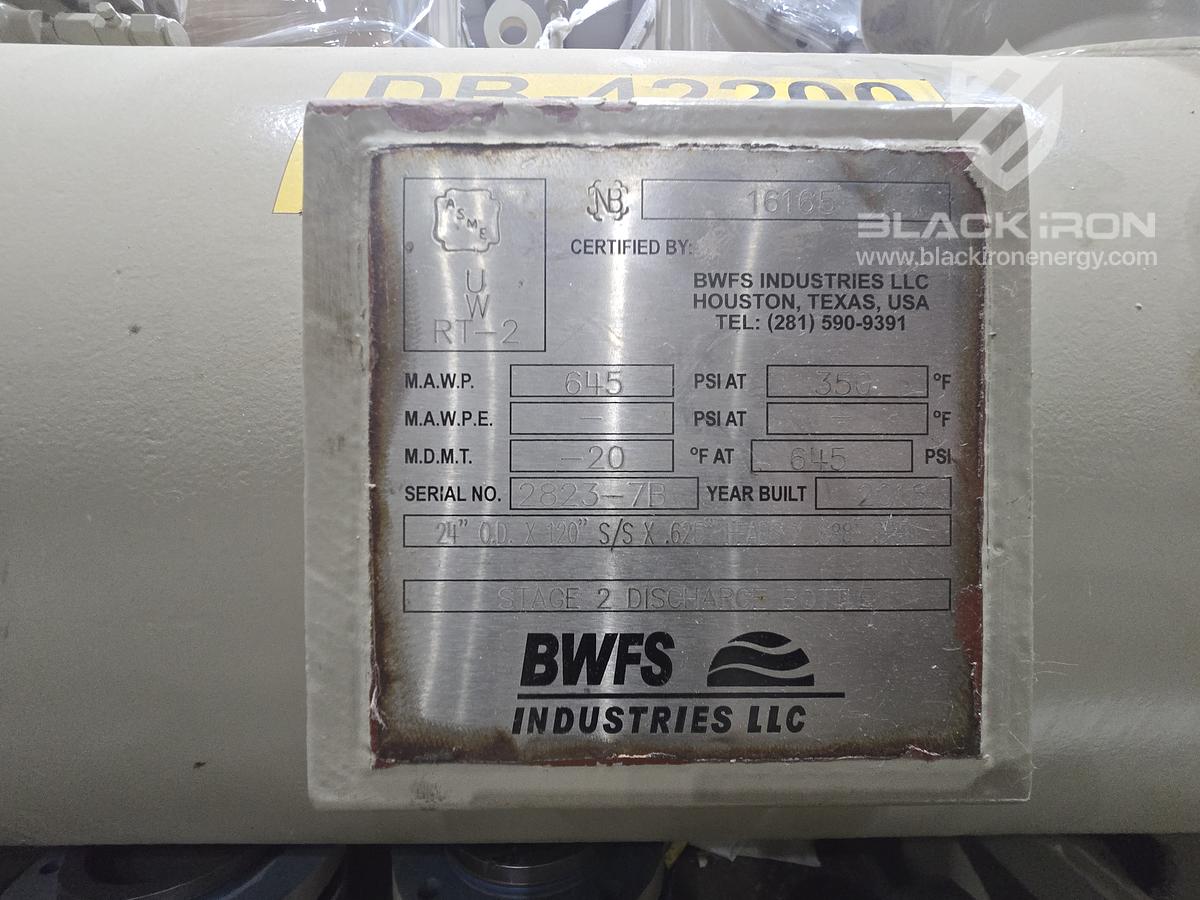 DB-42200
ASME
NB
16165
U
W
RT-2
CERTIFIED BY:
BWFS INDUSTRIES LLC
HOUSTON, TEXAS, USA
TEL: (281) 590-9391
M.A.W.P. 645 PSI AT 350 °F
M.A.W.P.E. - PSI AT - °F
M.D.M.T. -20 °F AT 645 PSI
SERIAL NO. 2823-7B YEAR BUILT
24" O.D. X 120" S/S X
STAGE 2 DISCHARGE BOTTLE
BWFS
INDUSTRIES LLC
BLACK IRON
www.blackironenergy.com